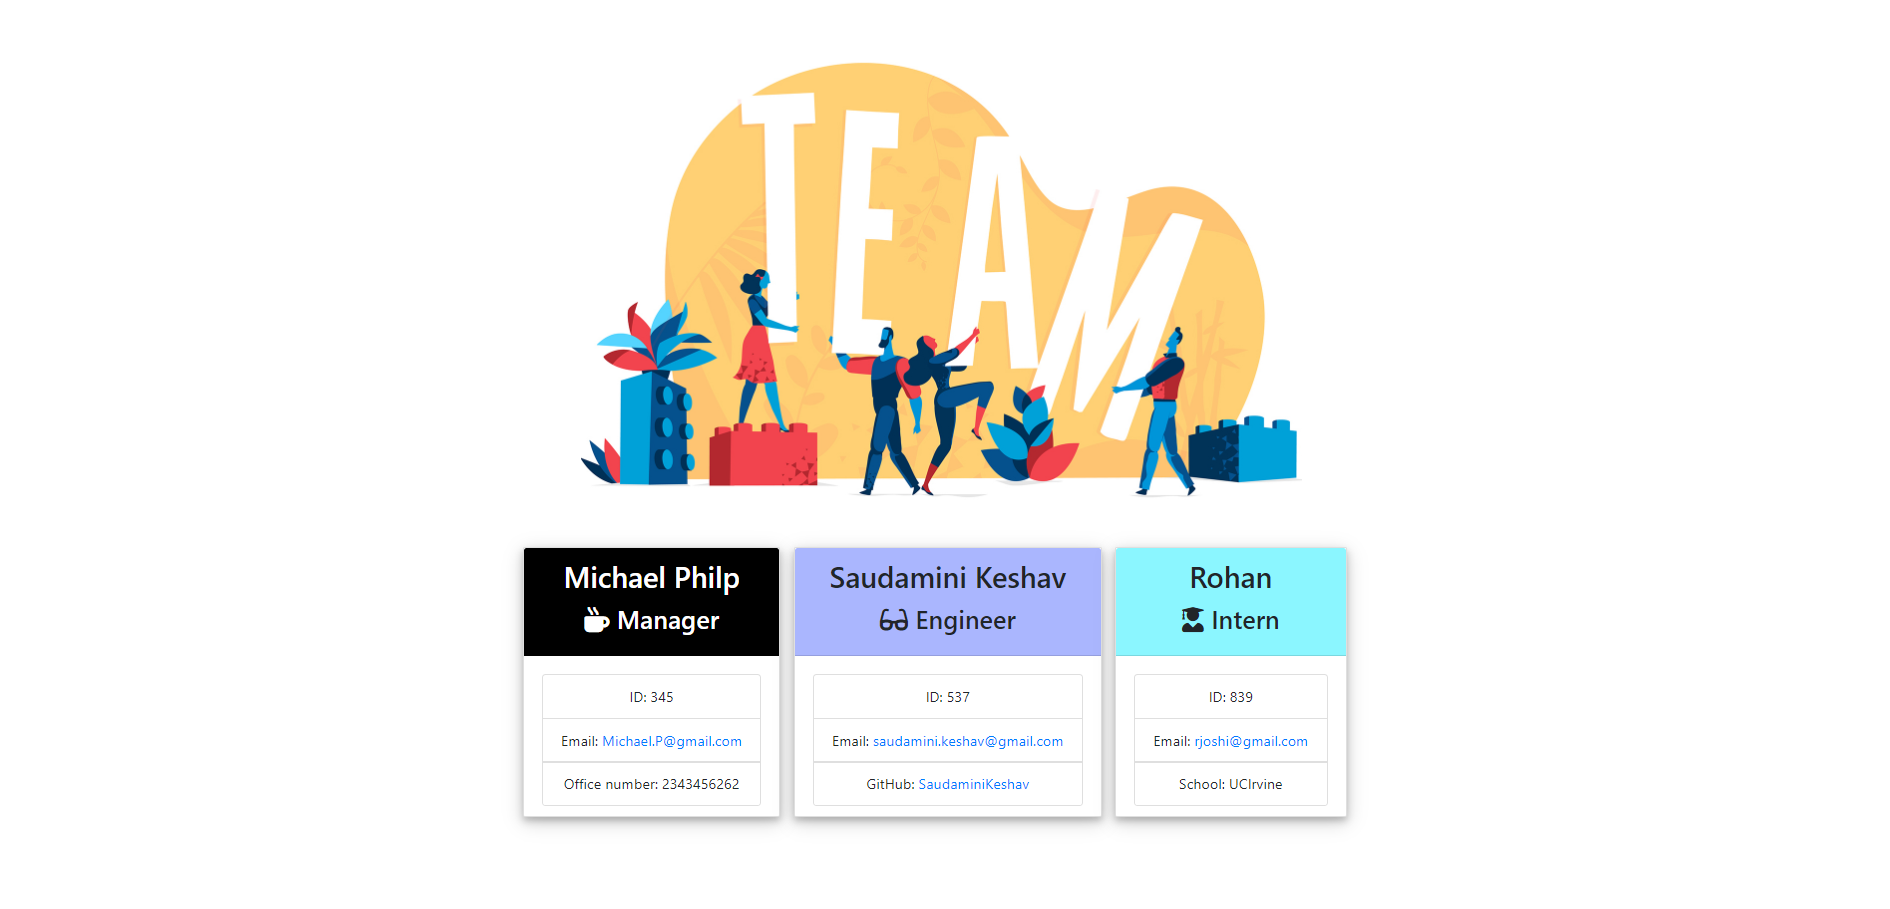 TEAM
Michael Philp
Manager
ID: 345
Email: Michael.P@gmail.com
Office number: 2343456262
Saudamini Keshav
Engineer
ID: 537
Email: saudamini.keshav@gmail.com
GitHub: SaudaminiKeshav
Rohan
Intern
ID: 839
Email: rjoshi@gmail.com
School: UCIrvine